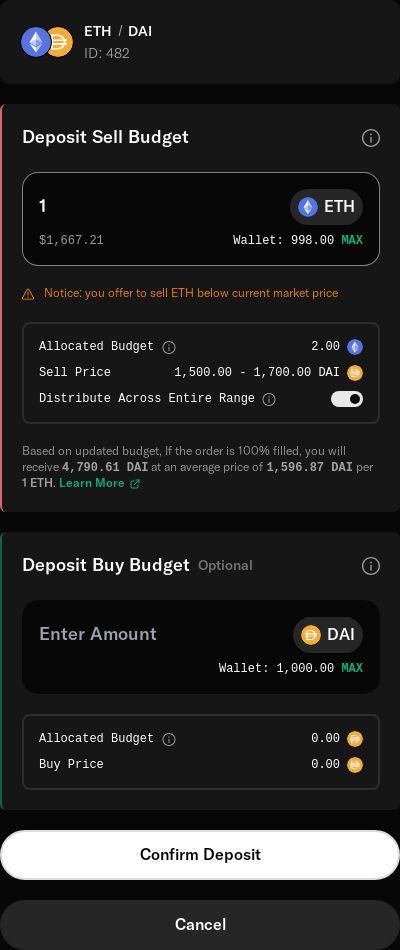 ETH / DAI
ID: 482
Deposit Sell Budget
1 ETH
$1,667.21 Wallet: 998.00 MAX
Notice: you offer to sell ETH below current market price
Allocated Budget 2.00
Sell Price 1,500.00 - 1,700.00 DAI
Distribute Across Entire Range
Based on updated budget, If the order is 100% filled, you will
receive 4,790.61 DAI at an average price of 1,596.87 DAI per
1 ETH. Learn More
Deposit Buy Budget Optional
Enter Amount DAI
Wallet: 1,000.00 MAX
Allocated Budget 0.00
Buy Price 0.00
Confirm Deposit
Cancel